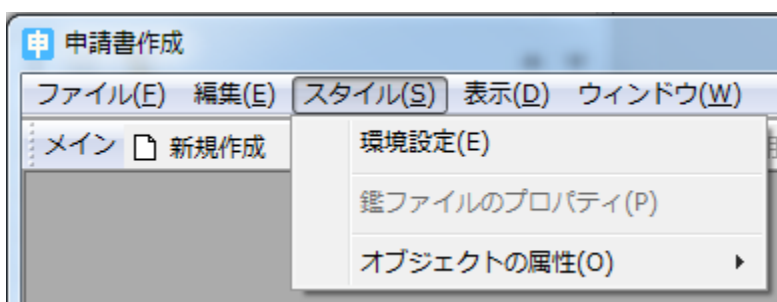 申 申請書作成
ファイル(F) 編集(E) スタイル(S) 表示(D) ウィンドウ(W)
メイン 新規作成
環境設定(E)
鑑ファイルのプロパティ(P)
オブジェクトの属性(O)